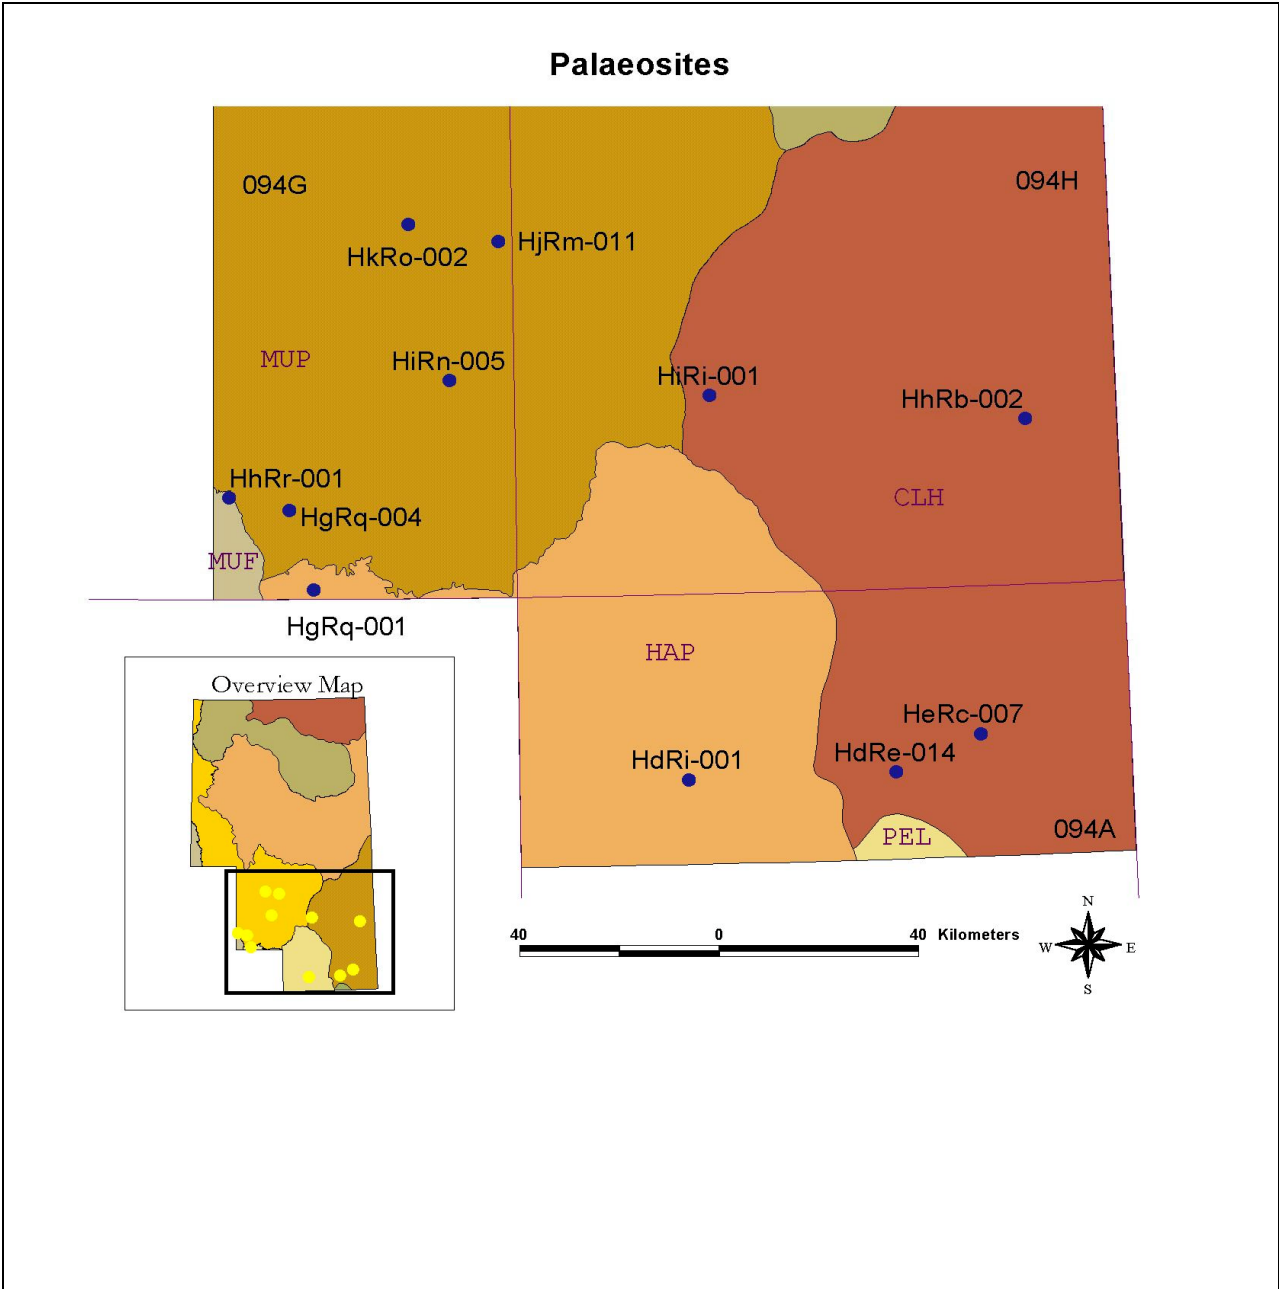 Palaeosites
094G
094H
HkRo-002
HjRm-011
MUP
HiRn-005
HiRi-001
HhRb-002
HhRr-001
HgRq-004
CLH
MUF
HgRq-001
HAP
Overview Map
HeRc-007
HdRi-001
HdRe-014
PEL
094A
40 0 40 Kilometers
N
W E
S